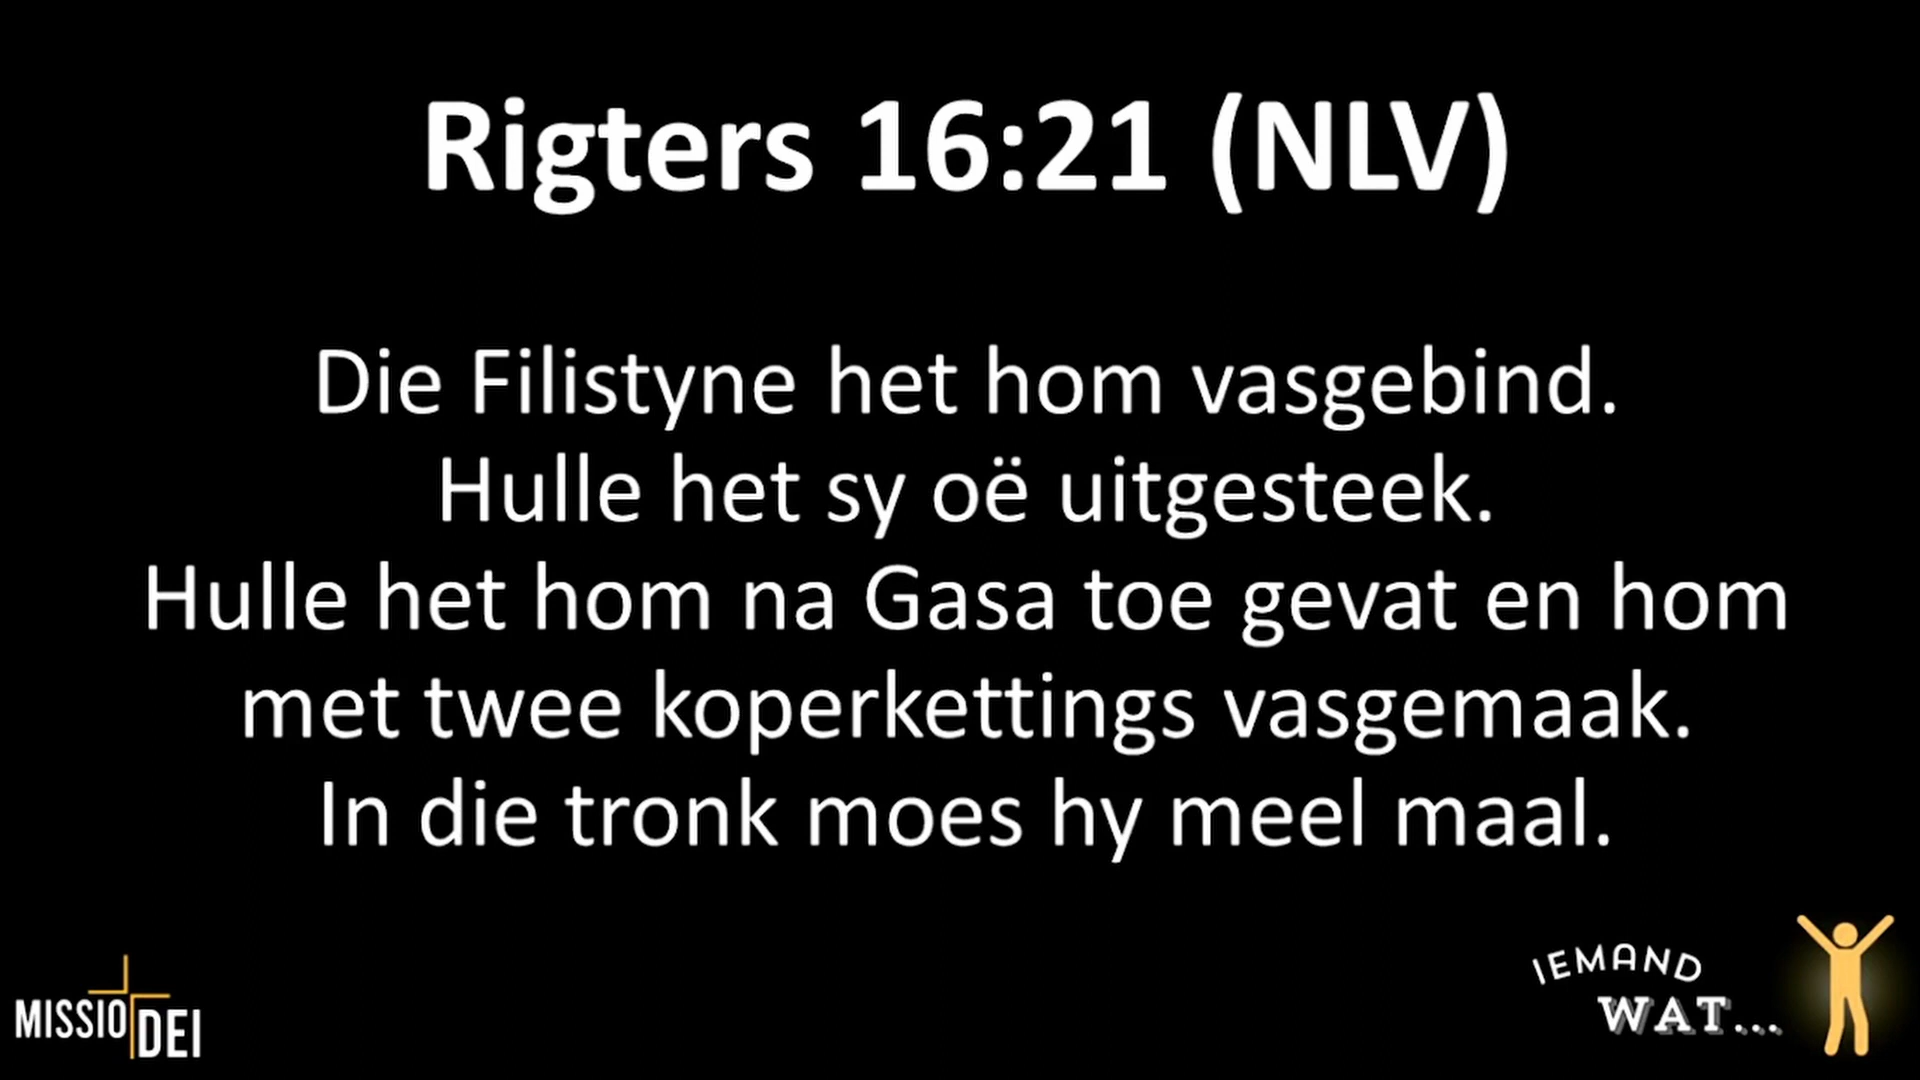 Rigters 16:21 (NLV)
Die Filistyne het hom vasgebind.
Hulle het sy oë uitgesteek.
Hulle het hom na Gasa toe gevat en hom
met twee koperkettings vasgemaak.
In die tronk moes hy meel maal.
MISSIO DEI
IEMAND
WAT...